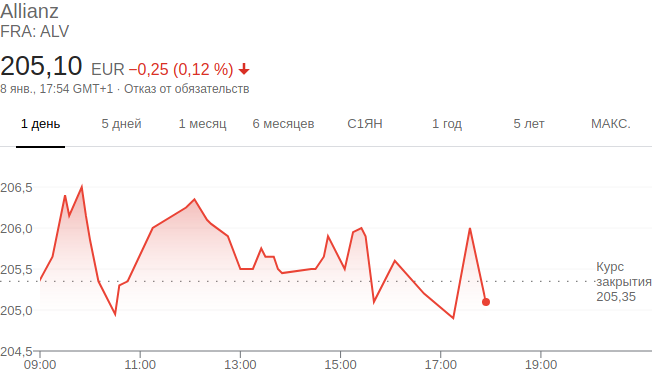 Allianz
FRA: ALV
205,10 EUR −0,25 (0,12 %)
8 янв., 17:54 GMT+1 · Отказ от обязательств
1 день 5 дней 1 месяц 6 месяцев С1ЯН 1 год 5 лет МАКС.
206,5
206,0
205,5
205,0
204,5
Курс
закрытия
205,35
09:00 11:00 13:00 15:00 17:00 19:00